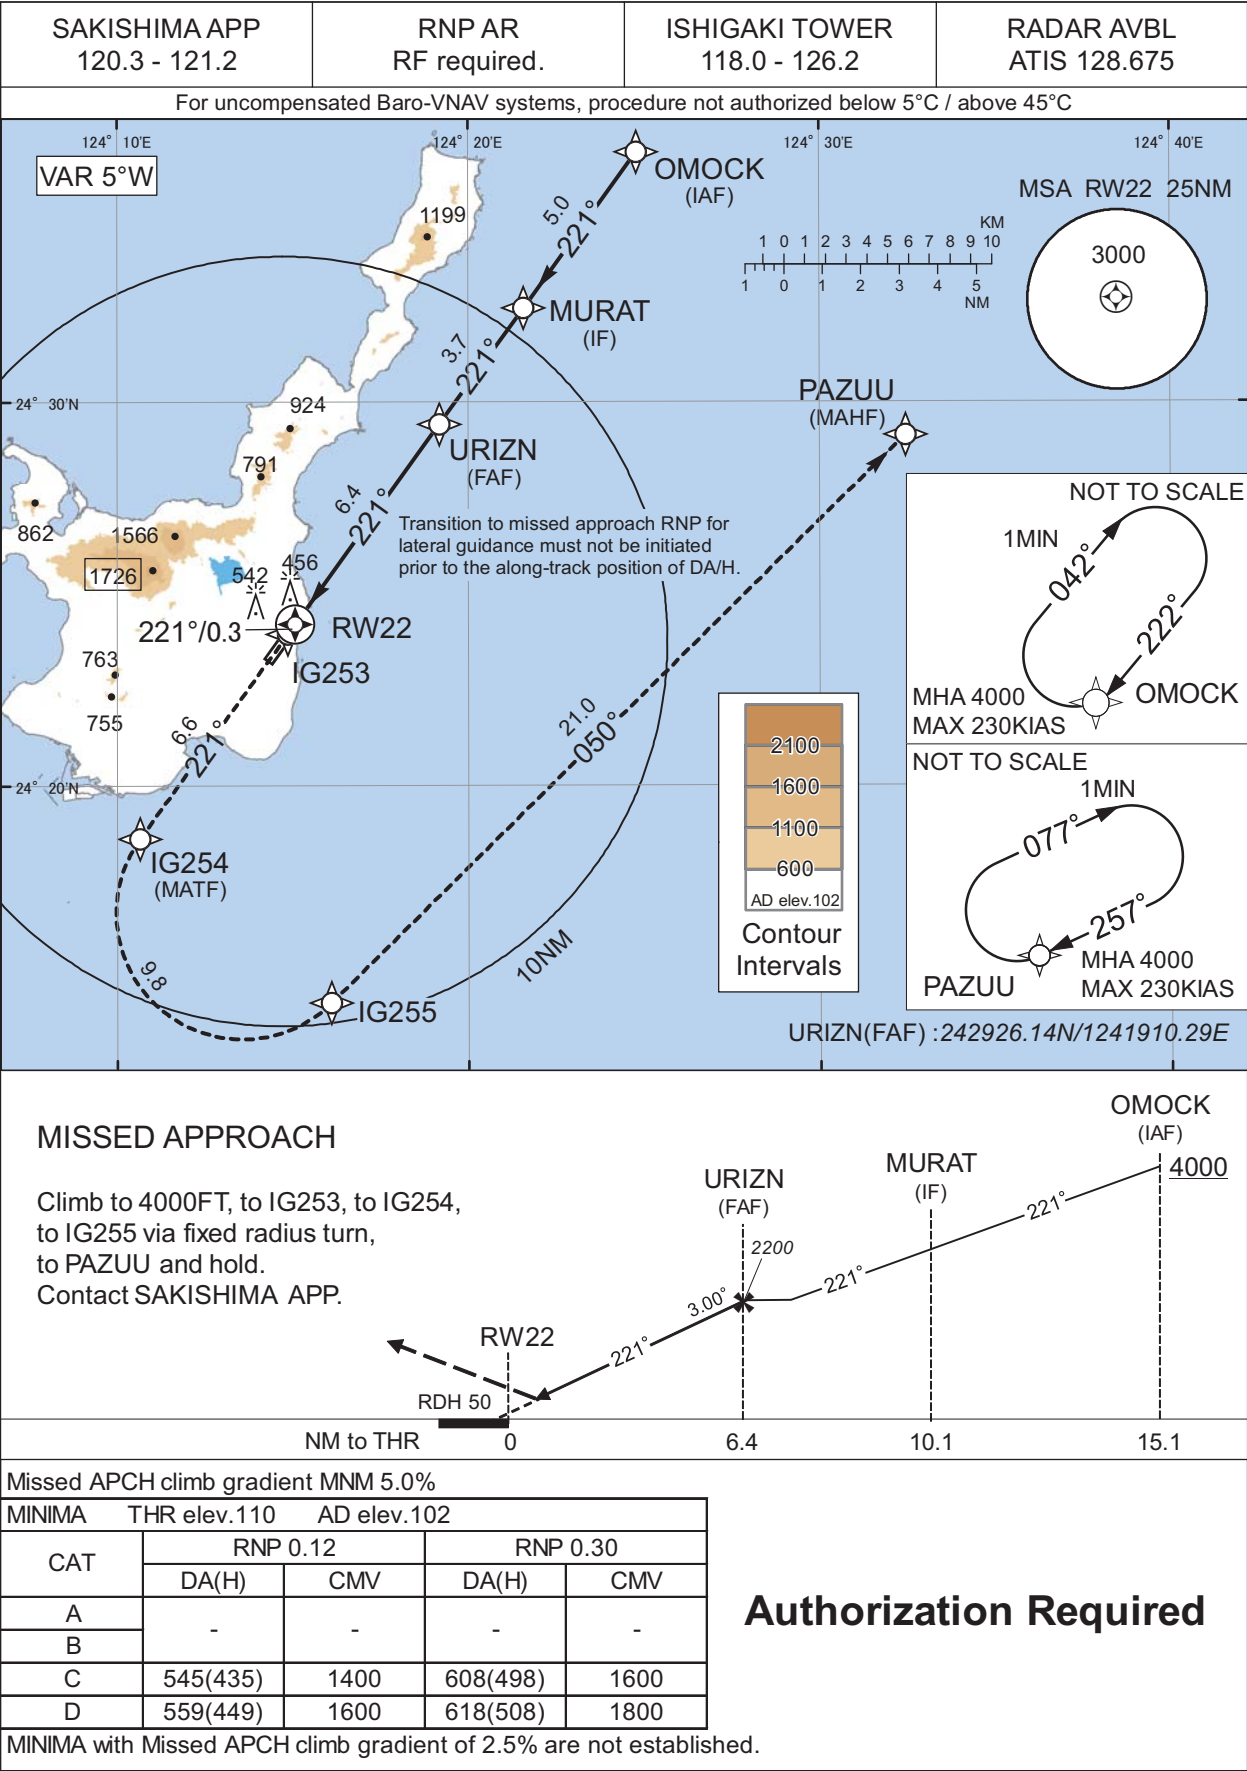 SAKISHIMA APP
120.3 - 121.2
RNP AR
RF required.
ISHIGAKI TOWER
118.0 - 126.2
RADAR AVBL
ATIS 128.675
For uncompensated Baro-VNAV systems, procedure not authorized below 5°C / above 45°C
124° 10'E
124° 20'E
124° 30'E
124° 40'E
VAR 5°W
OMOCK
(IAF)
MSA RW22 25NM
3000
KM
1 0 1 2 3 4 5 6 7 8 9 10
1 0 1 2 3 4 5
NM
1199
5.0
221°
MURAT
(IF)
3.7
221°
PAZUU
(MAHF)
24° 30'N
924
URIZN
(FAF)
791
862
1566
1726
542
456
6.4
221°
Transition to missed approach RNP for
lateral guidance must not be initiated
prior to the along-track position of DA/H.
NOT TO SCALE
1MIN
042°
222°
MHA 4000
MAX 230KIAS
OMOCK
221°/0.3
RW22
IG253
763
755
6.6
221°
21.0
050°
24° 20'N
IG254
(MATF)
9.8
IG255
10NM
2100
1600
1100
600
AD elev.102
Contour
Intervals
NOT TO SCALE
1MIN
077°
257°
PAZUU
MHA 4000
MAX 230KIAS
URIZN(FAF) :242926.14N/1241910.29E
MISSED APPROACH
Climb to 4000FT, to IG253, to IG254,
to IG255 via fixed radius turn,
to PAZUU and hold.
Contact SAKISHIMA APP.
OMOCK
(IAF)
4000
MURAT
(IF)
URIZN
(FAF)
2200
221°
221°
3.00°
221°
RW22
RDH 50
NM to THR
0
6.4
10.1
15.1
Missed APCH climb gradient MNM 5.0%
MINIMA THR elev.110 AD elev.102
CAT
RNP 0.12
RNP 0.30
DA(H) CMV DA(H) CMV
A
B
- - - -
C 545(435) 1400 608(498) 1600
D 559(449) 1600 618(508) 1800
MINIMA with Missed APCH climb gradient of 2.5% are not established.
Authorization Required